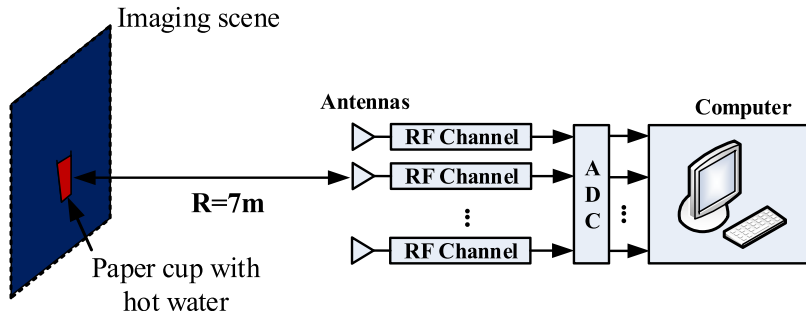 Imaging scene
Antennas
Computer
RF Channel
RF Channel
RF Channel
A
D
C
R=7m
Paper cup with
hot water